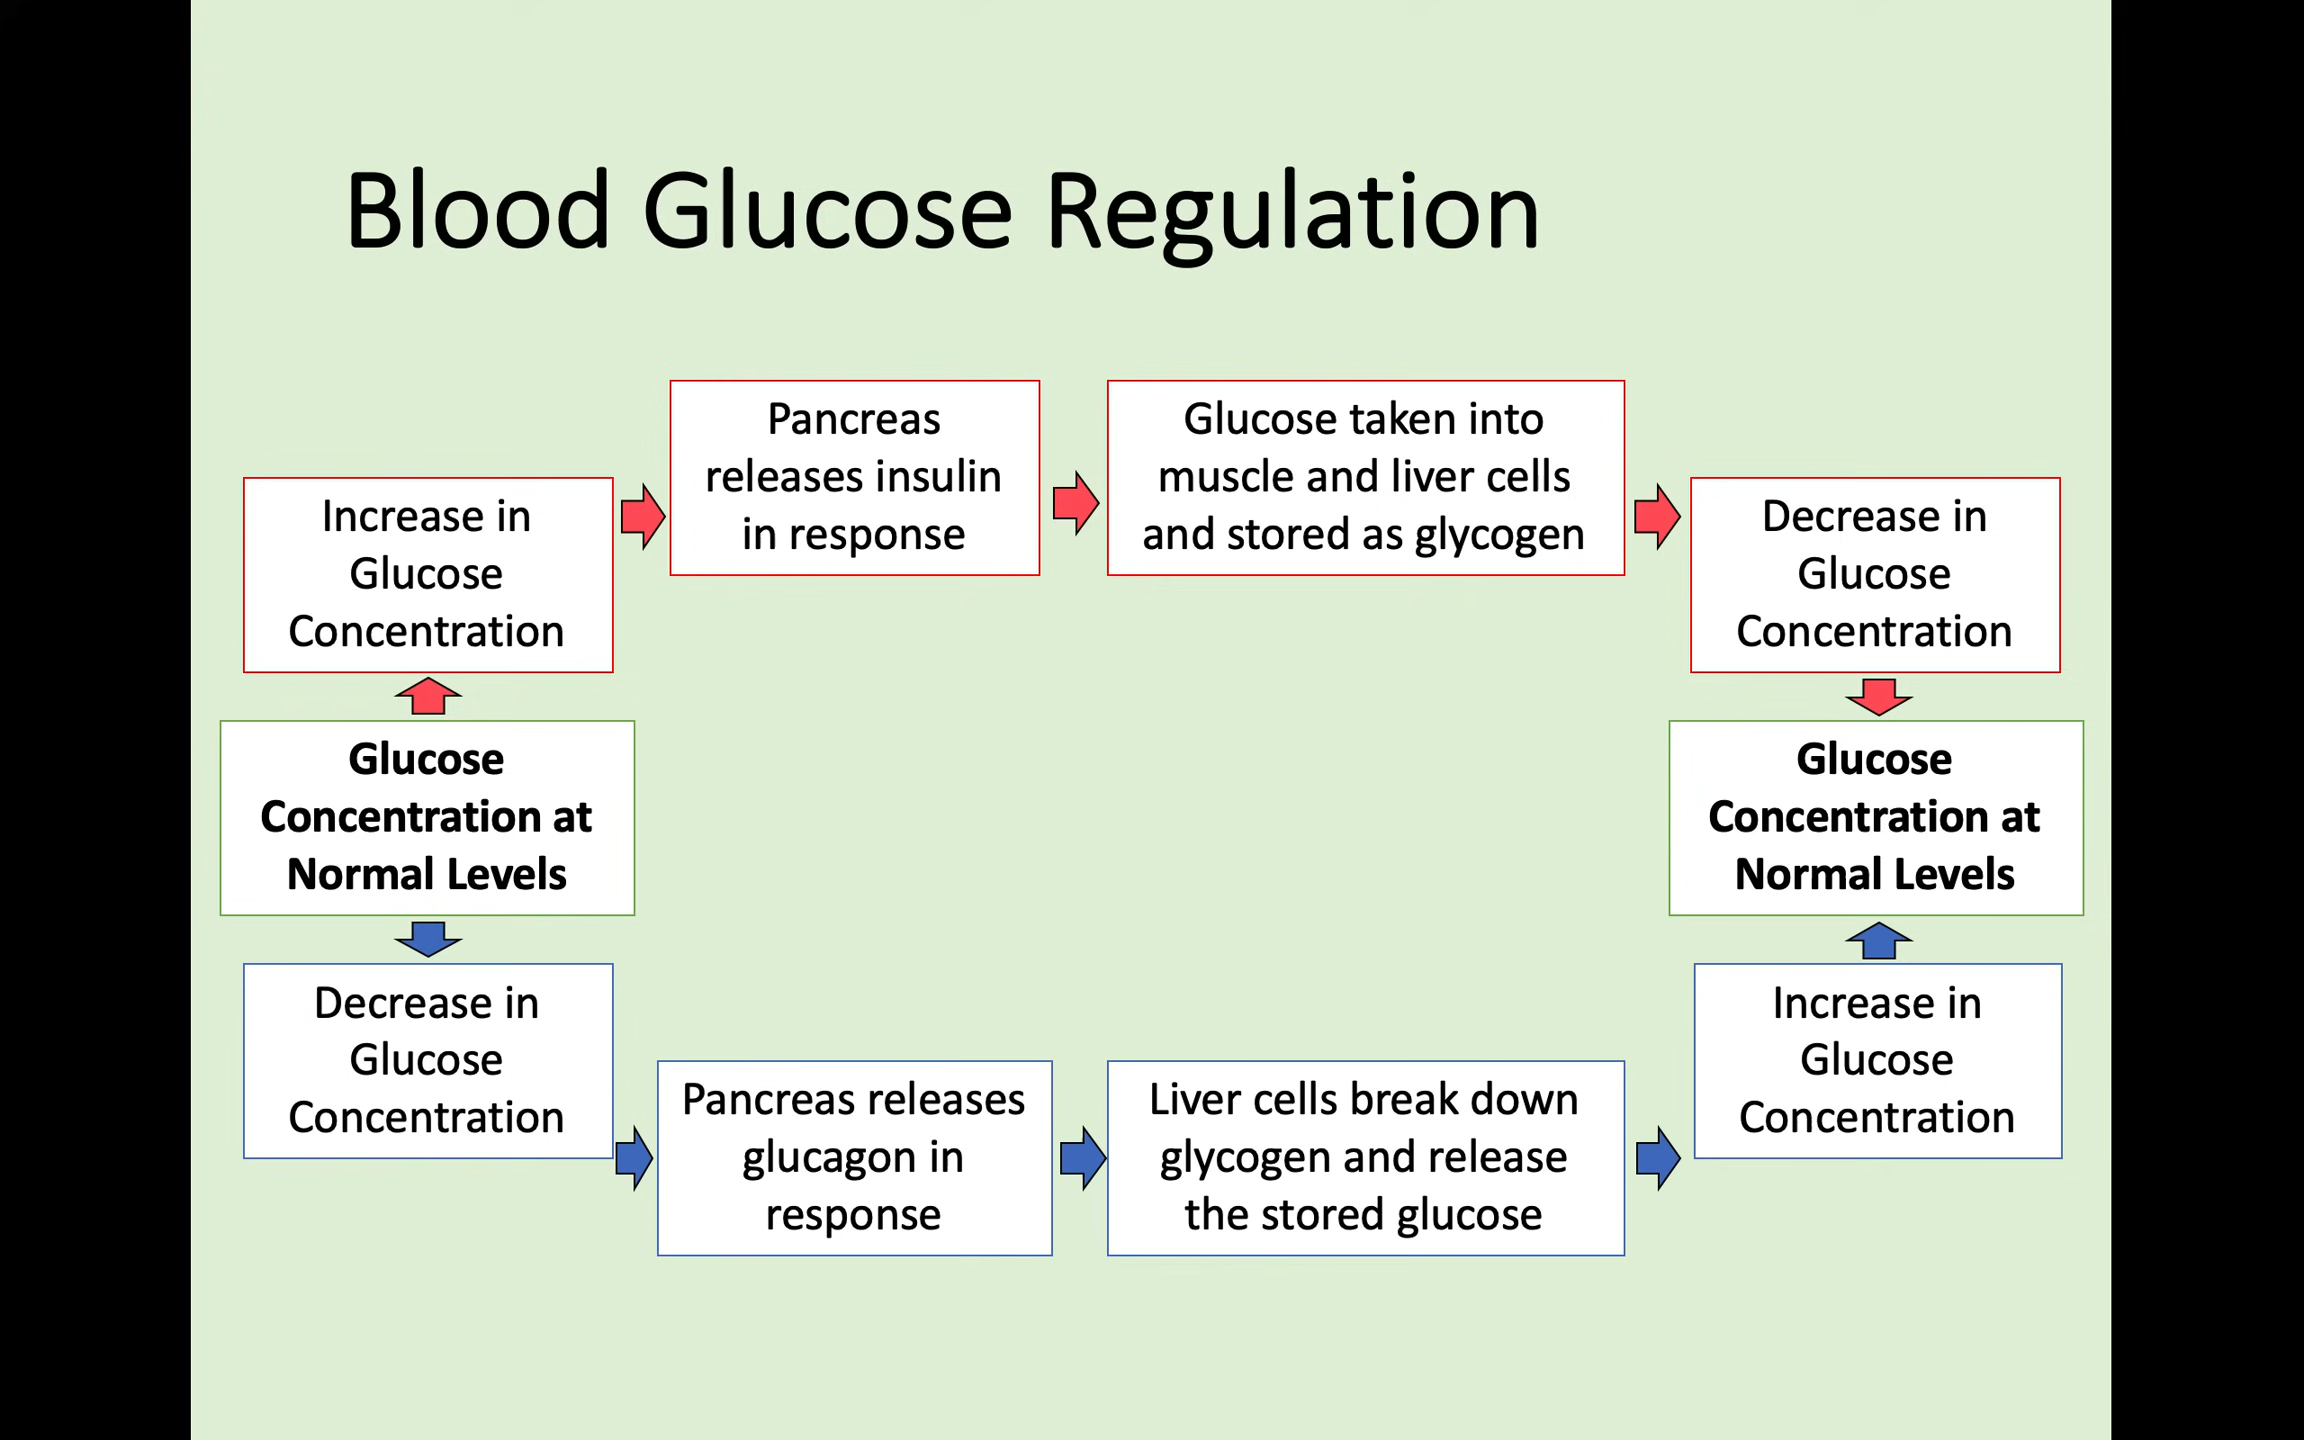 Blood Glucose Regulation
Increase in
Glucose
Concentration
Pancreas
releases insulin
in response
Glucose taken into
muscle and liver cells
and stored as glycogen
Decrease in
Glucose
Concentration
Glucose
Concentration at
Normal Levels
Glucose
Concentration at
Normal Levels
Decrease in
Glucose
Concentration
Pancreas releases
glucagon in
response
Liver cells break down
glycogen and release
the stored glucose
Increase in
Glucose
Concentration